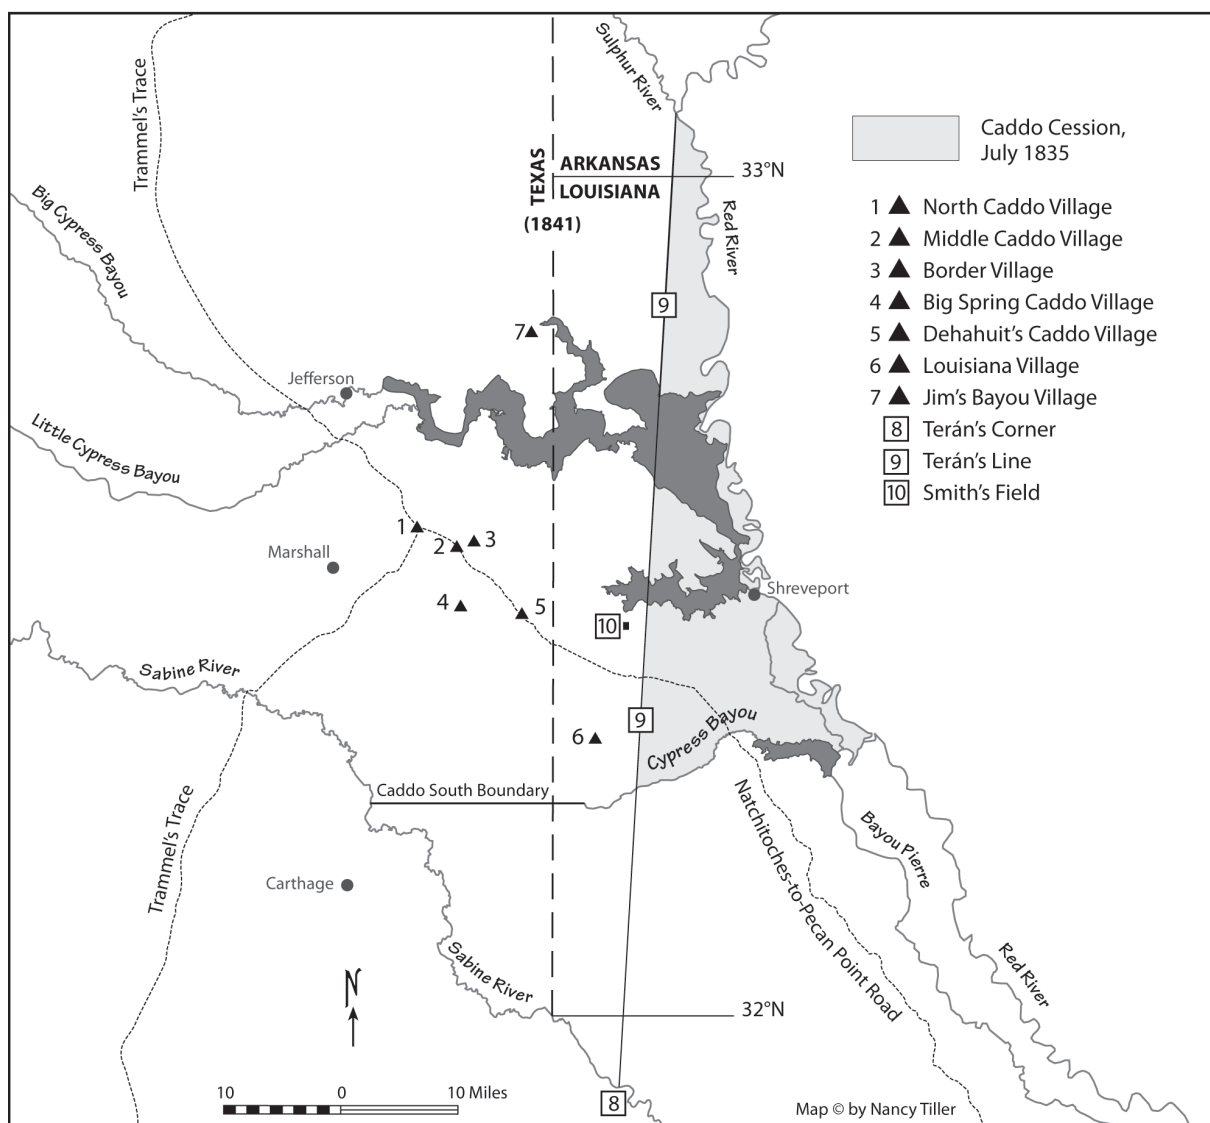 Sulphur River
Trammel's Trace
TEXAS
ARKANSAS
LOUISIANA
(1841)
33°N
Caddo Cession,
July 1835
1 ▲ North Caddo Village
2 ▲ Middle Caddo Village
3 ▲ Border Village
4 ▲ Big Spring Caddo Village
5 ▲ Dehahuit's Caddo Village
6 ▲ Louisiana Village
7 ▲ Jim's Bayou Village
8 Terán's Corner
9 Terán's Line
10 Smith's Field
Big Cypress Bayou
Red River
9
7
Jefferson
Little Cypress Bayou
1
2
3
Marshall
4
5
Shreveport
10
Sabine River
9
6
Cypress Bayou
Caddo South Boundary
Trammel's Trace
Natchitoches-to-Pecan Point Road
Bayou Pierre
Carthage
Sabine River
Red River
N
32°N
10 0 10 Miles
8
Map © by Nancy Tiller